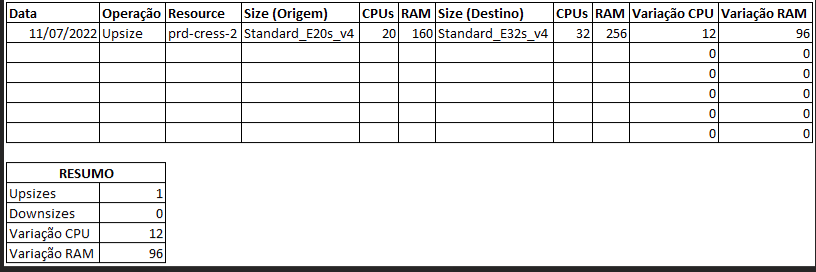 Data Operação Resource Size (Origem) CPUs RAM Size (Destino) CPUs RAM Variação CPU Variação RAM
11/07/2022 Upsize prd-cress-2 Standard_E20s_v4 20 160 Standard_E32s_v4 32 256 12 96
0 0
0 0
0 0
0 0
0 0
RESUMO
Upsizes 1
Downsizes 0
Variação CPU 12
Variação RAM 96